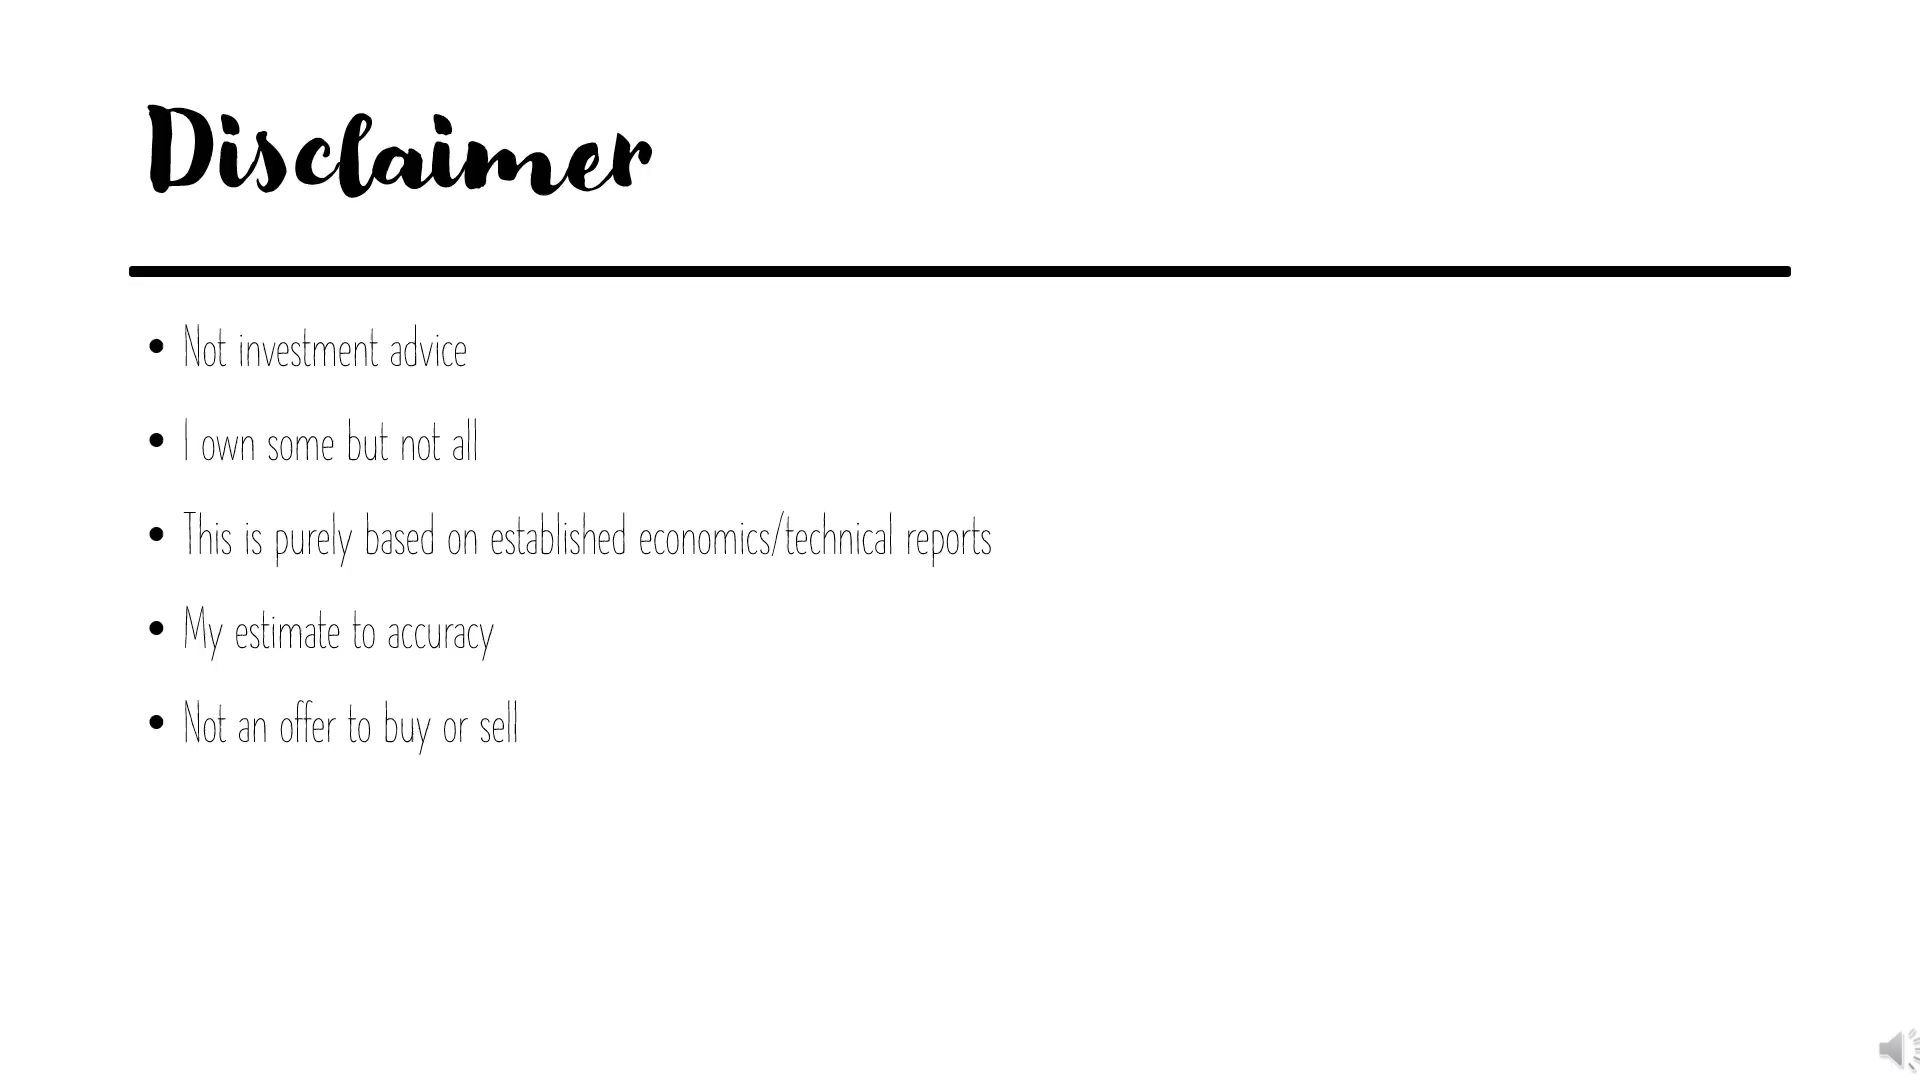 Disclaimer
• Not investment advice
• I own some but not all
• This is purely based on established economics/technical reports
• My estimate to accuracy
• Not an offer to buy or sell